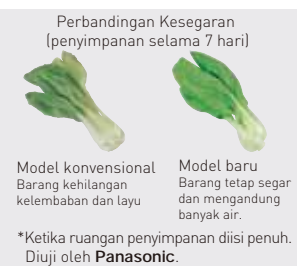 Perbandingan Kesegaran
(penyimpanan selama 7 hari)
Model konvensional
Barang kehilangan
kelembaban dan layu
Model baru
Barang tetap segar
dan mengandung
banyak air.
*Ketika ruangan penyimpanan diisi penuh.
Diuji oleh Panasonic.